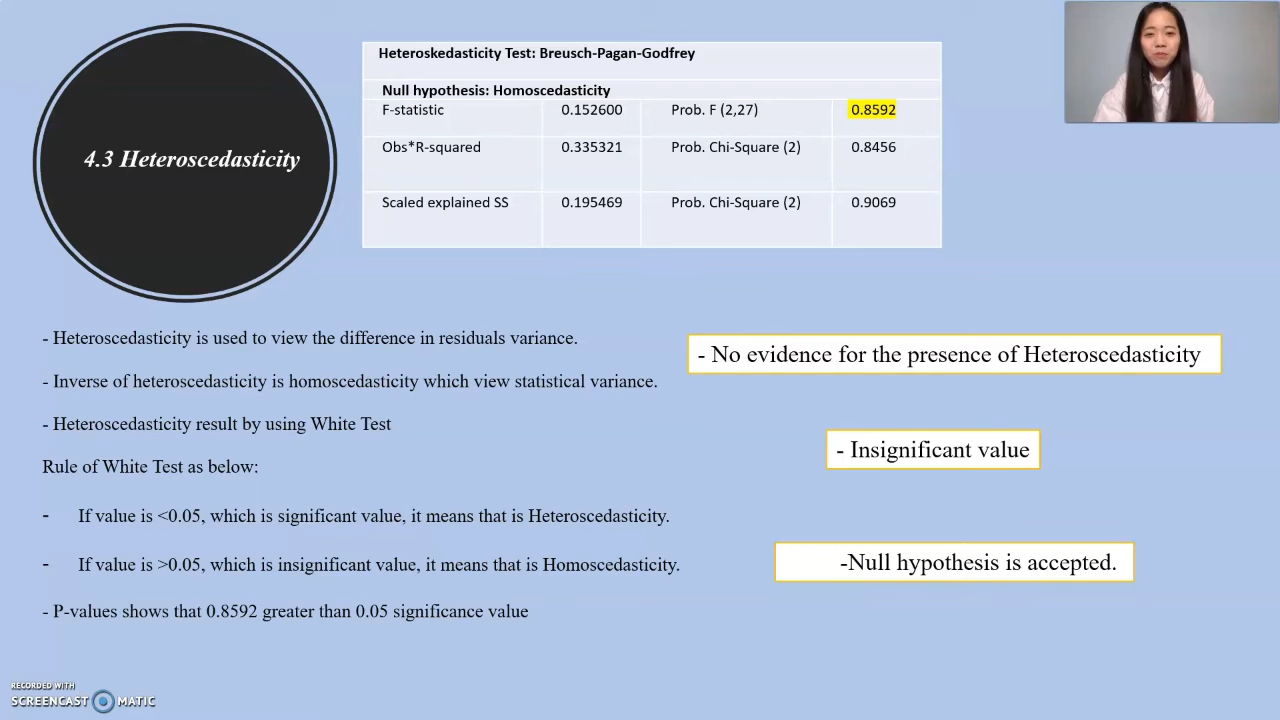 4.3 Heteroscedasticity
Heteroskedasticity Test: Breusch-Pagan-Godfrey
Null hypothesis: Homoscedasticity
F-statistic 0.152600 Prob. F (2,27) 0.8592
Obs*R-squared 0.335321 Prob. Chi-Square (2) 0.8456
Scaled explained SS 0.195469 Prob. Chi-Square (2) 0.9069
- Heteroscedasticity is used to view the difference in residuals variance.
- Inverse of heteroscedasticity is homoscedasticity which view statistical variance.
- Heteroscedasticity result by using White Test
Rule of White Test as below:
- If value is <0.05, which is significant value, it means that is Heteroscedasticity.
- If value is >0.05, which is insignificant value, it means that is Homoscedasticity.
- P-values shows that 0.8592 greater than 0.05 significance value
- No evidence for the presence of Heteroscedasticity
- Insignificant value
-Null hypothesis is accepted.
RECORDED WITH
SCREENCAST MATIC